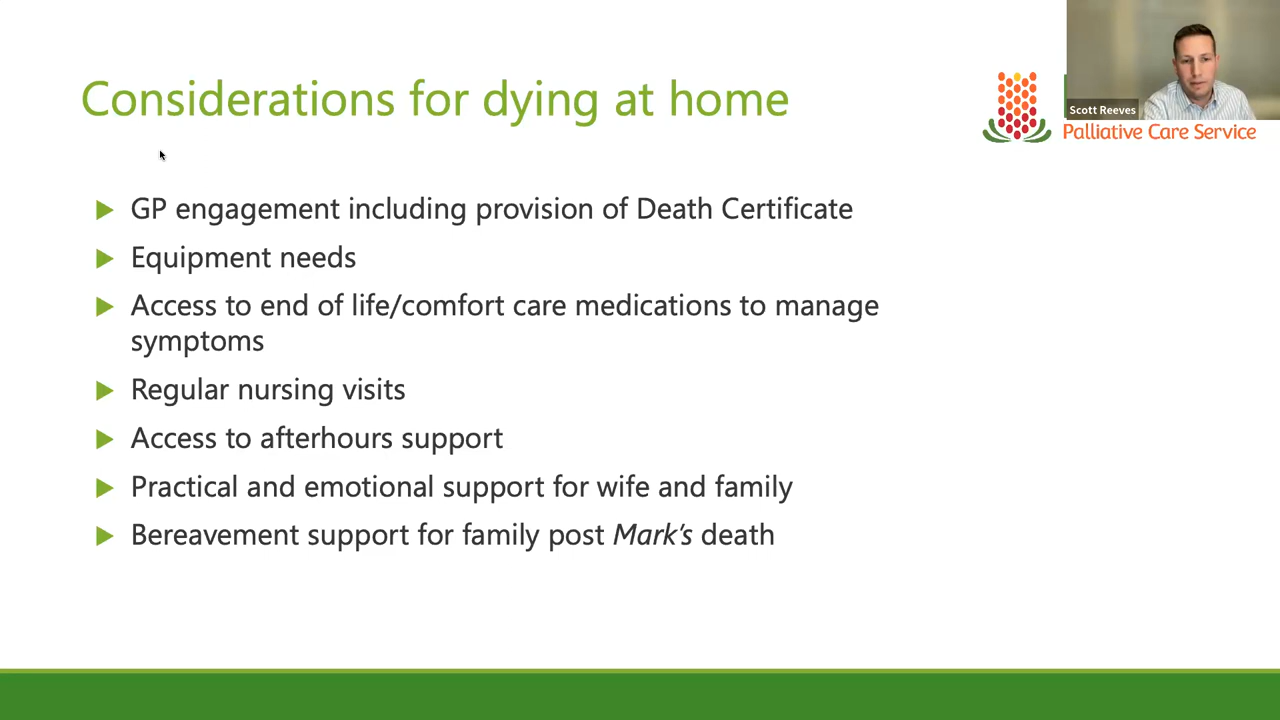 Considerations for dying at home
Scott Reeves
Palliative Care Service
GP engagement including provision of Death Certificate
Equipment needs
Access to end of life/comfort care medications to manage
symptoms
Regular nursing visits
Access to afterhours support
Practical and emotional support for wife and family
Bereavement support for family post Mark's death